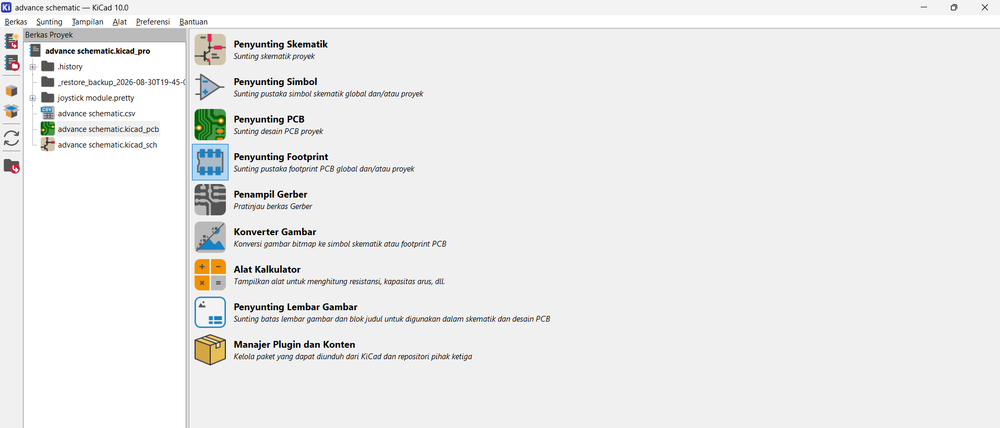 advance schematic — KiCad 10.0
Berkas Sunting Tampilan Alat Preferensi Bantuan
Berkas Proyek
advance schematic.kicad_pro
.history
_restore_backup_2026-08-30T19-45-0
joystick module.pretty
.CSV
advance schematic.csv
advance schematic.kicad_pcb
advance schematic.kicad_sch
Penyunting Skematik
Sunting skematik proyek
Penyunting Simbol
Sunting pustaka simbol skematik global dan/atau proyek
Penyunting PCB
Sunting desain PCB proyek
Penyunting Footprint
Sunting pustaka footprint PCB global dan/atau proyek
Penampil Gerber
Pratinjau berkas Gerber
Konverter Gambar
Konversi gambar bitmap ke simbol skematik atau footprint PCB
Alat Kalkulator
Tampilkan alat untuk menghitung resistansi, kapasitas arus, dll.
Penyunting Lembar Gambar
Sunting batas lembar gambar dan blok judul untuk digunakan dalam skematik dan desain PCB
Manajer Plugin dan Konten
Kelola paket yang dapat diunduh dari KiCad dan repositori pihak ketiga